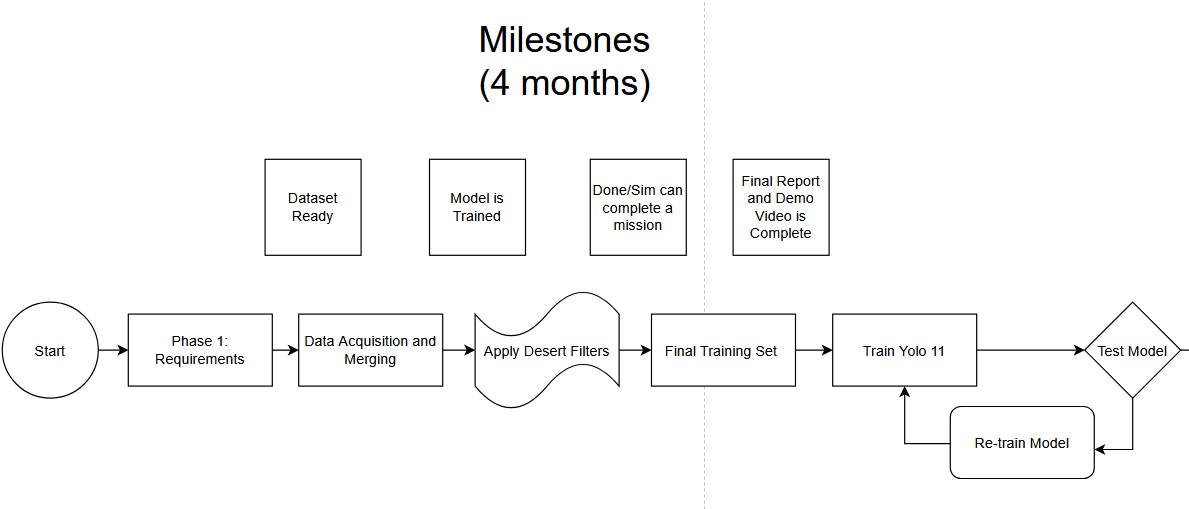 Milestones
(4 months)
Dataset
Ready
Model is
Trained
Done/Sim can
complete a
mission
Final Report
and Demo
Video is
Complete
Start
Phase 1:
Requirements
Data Acquisition and
Merging
Apply Desert Filters
Final Training Set
Train Yolo 11
Test Model
Re-train Model